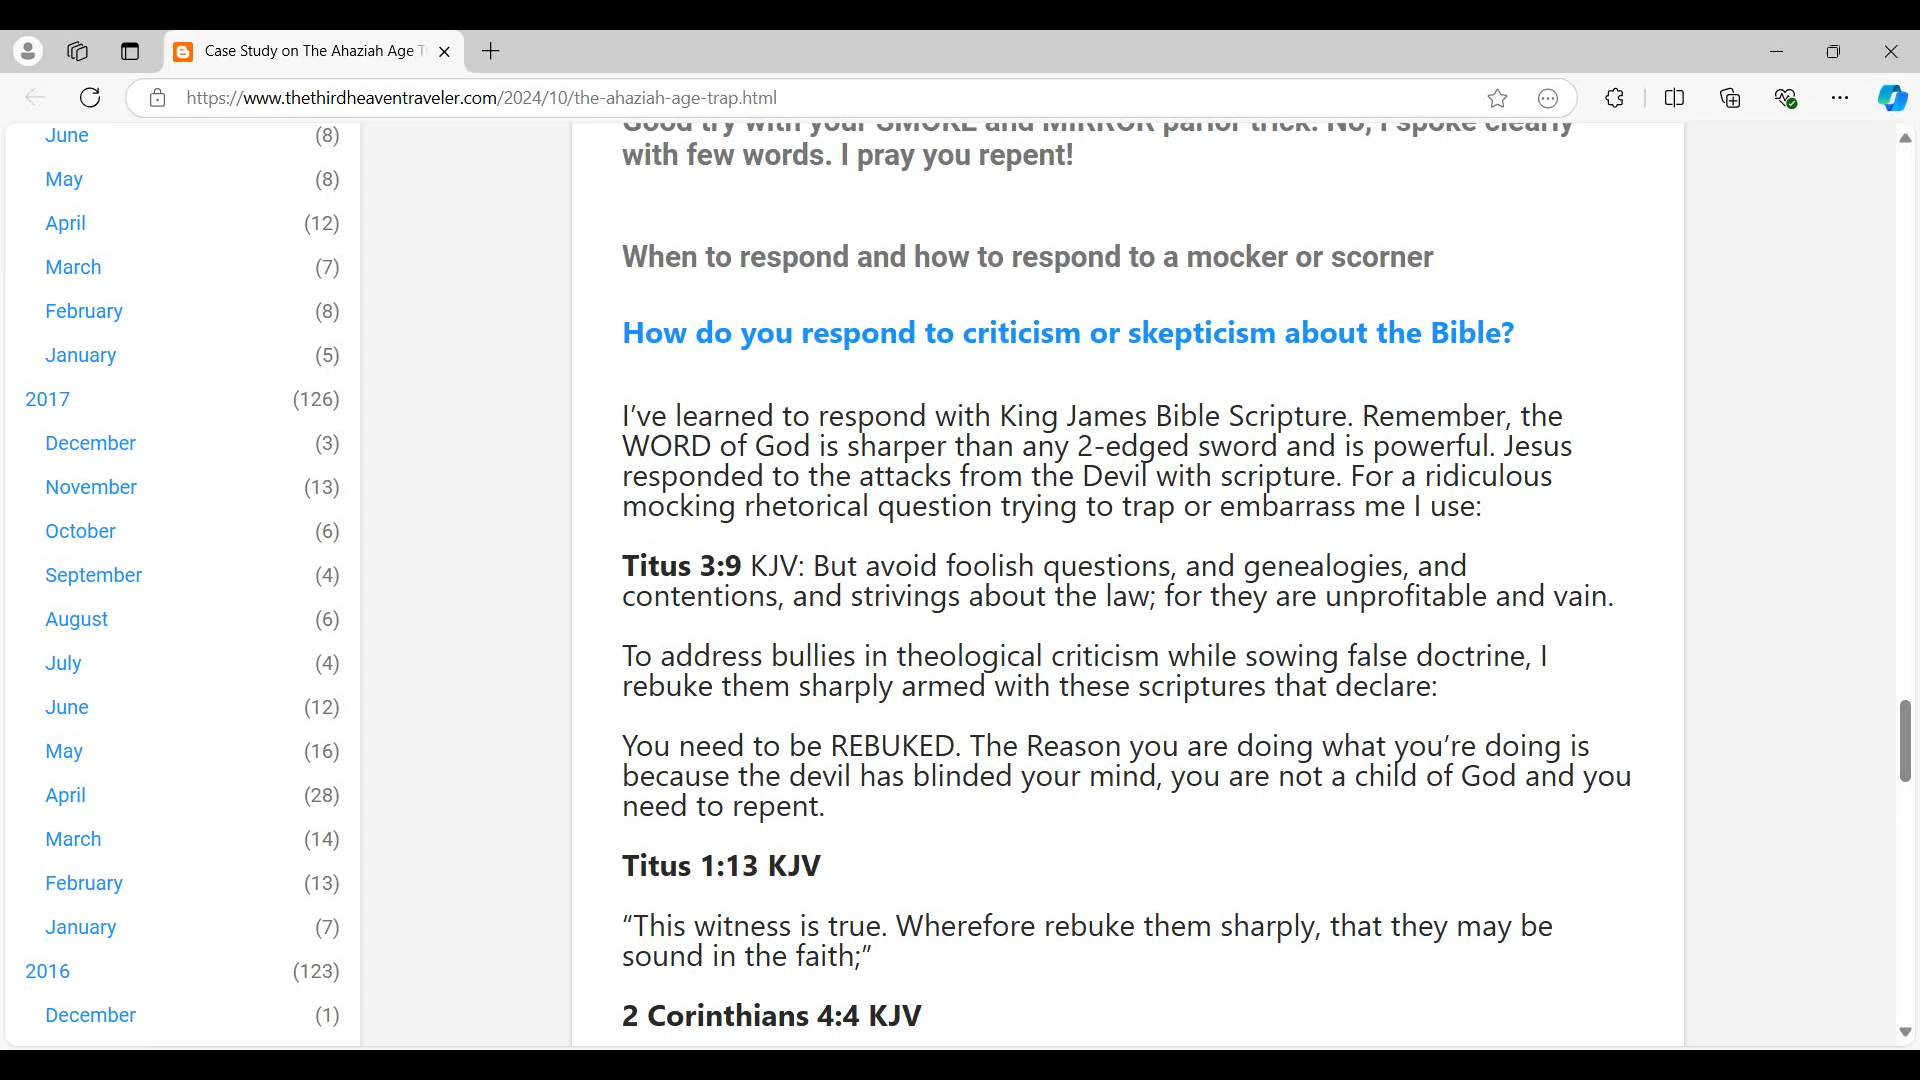 Case Study on The Ahaziah Age T
https://www.thethirdheaventraveler.com/2024/10/the-ahaziah-age-trap.html
June (8)
May (8)
April (12)
March (7)
February (8)
January (5)
2017 (126)
December (3)
November (13)
October (6)
September (4)
August (6)
July (4)
June (12)
May (16)
April (28)
March (14)
February (13)
January (7)
2016 (123)
December (1)
Good try with your SMOKE and MIRROR parlor trick. No, I spoke clearly
with few words. I pray you repent!
When to respond and how to respond to a mocker or scorner
How do you respond to criticism or skepticism about the Bible?
I’ve learned to respond with King James Bible Scripture. Remember, the
WORD of God is sharper than any 2-edged sword and is powerful. Jesus
responded to the attacks from the Devil with scripture. For a ridiculous
mocking rhetorical question trying to trap or embarrass me I use:
Titus 3:9 KJV: But avoid foolish questions, and genealogies, and
contentions, and strivings about the law; for they are unprofitable and vain.
To address bullies in theological criticism while sowing false doctrine, I
rebuke them sharply armed with these scriptures that declare:
You need to be REBUKED. The Reason you are doing what you’re doing is
because the devil has blinded your mind, you are not a child of God and you
need to repent.
Titus 1:13 KJV
“This witness is true. Wherefore rebuke them sharply, that they may be
sound in the faith;”
2 Corinthians 4:4 KJV